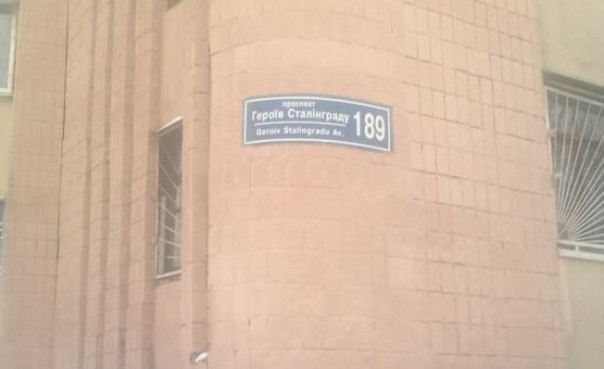 проспект
Героїв Сталінграду
Geroiv Stalingradu Av.
189